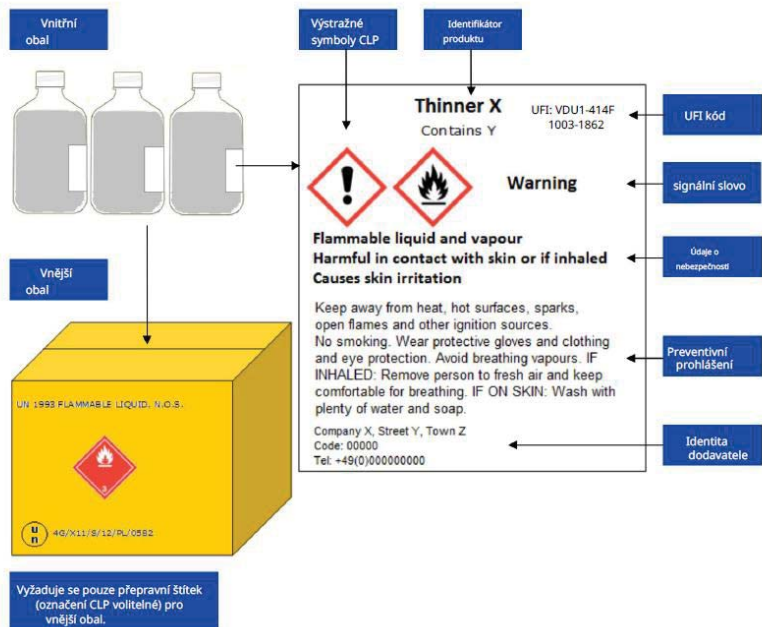 Vnitřní
obal
Výstražné
symboly CLP
Identifikátor
produktu
Thinner X
Contains Y
UFI: VDU1-414F
1003-1862
UFI kód
Warning
signální slovo
Flammable liquid and vapour
Harmful in contact with skin or if inhaled
Causes skin irritation
Údaje o
nebezpečnosti
Keep away from heat, hot surfaces, sparks,
open flames and other ignition sources.
No smoking. Wear protective gloves and clothing
and eye protection. Avoid breathing vapours. IF
INHALED: Remove person to fresh air and keep
comfortable for breathing. IF ON SKIN: Wash with
plenty of water and soap.
Preventivní
prohlášení
Company X, Street Y, Town Z
Code: 00000
Tel: +49(0)000000000
Identita
dodavatele
Vnější
obal
UN 1993 FLAMMABLE LIQUID, N.O.S.
3
u
n
4G/X11/S/12/PL/0582
Vyžaduje se pouze přepravní štítek
(označení CLP volitelné) pro
vnější obal.